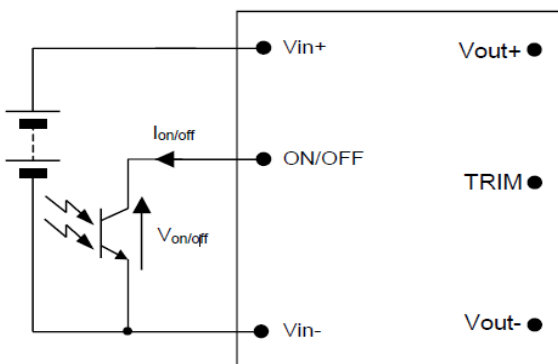 Vin+
Vout+
Ion/off
ON/OFF
TRIM
Von/off
Vin-
Vout-